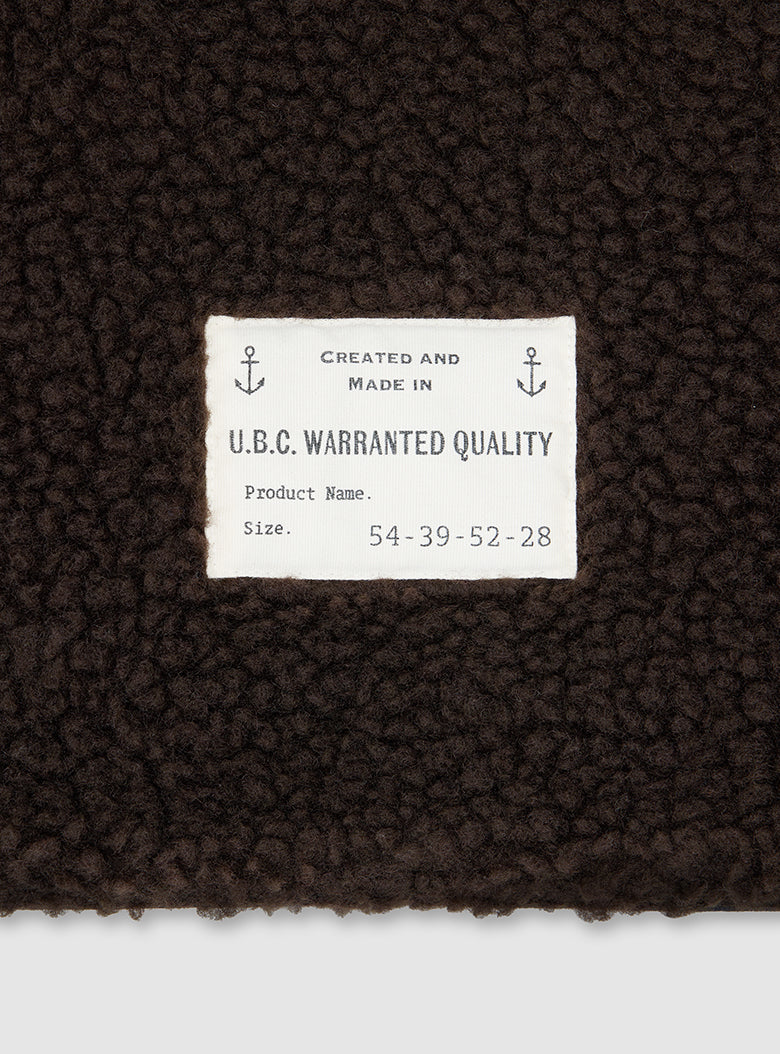 CREATED AND
MADE IN
U.B.C. WARRANTED QUALITY
Product Name.
Size. 54-39-52-28